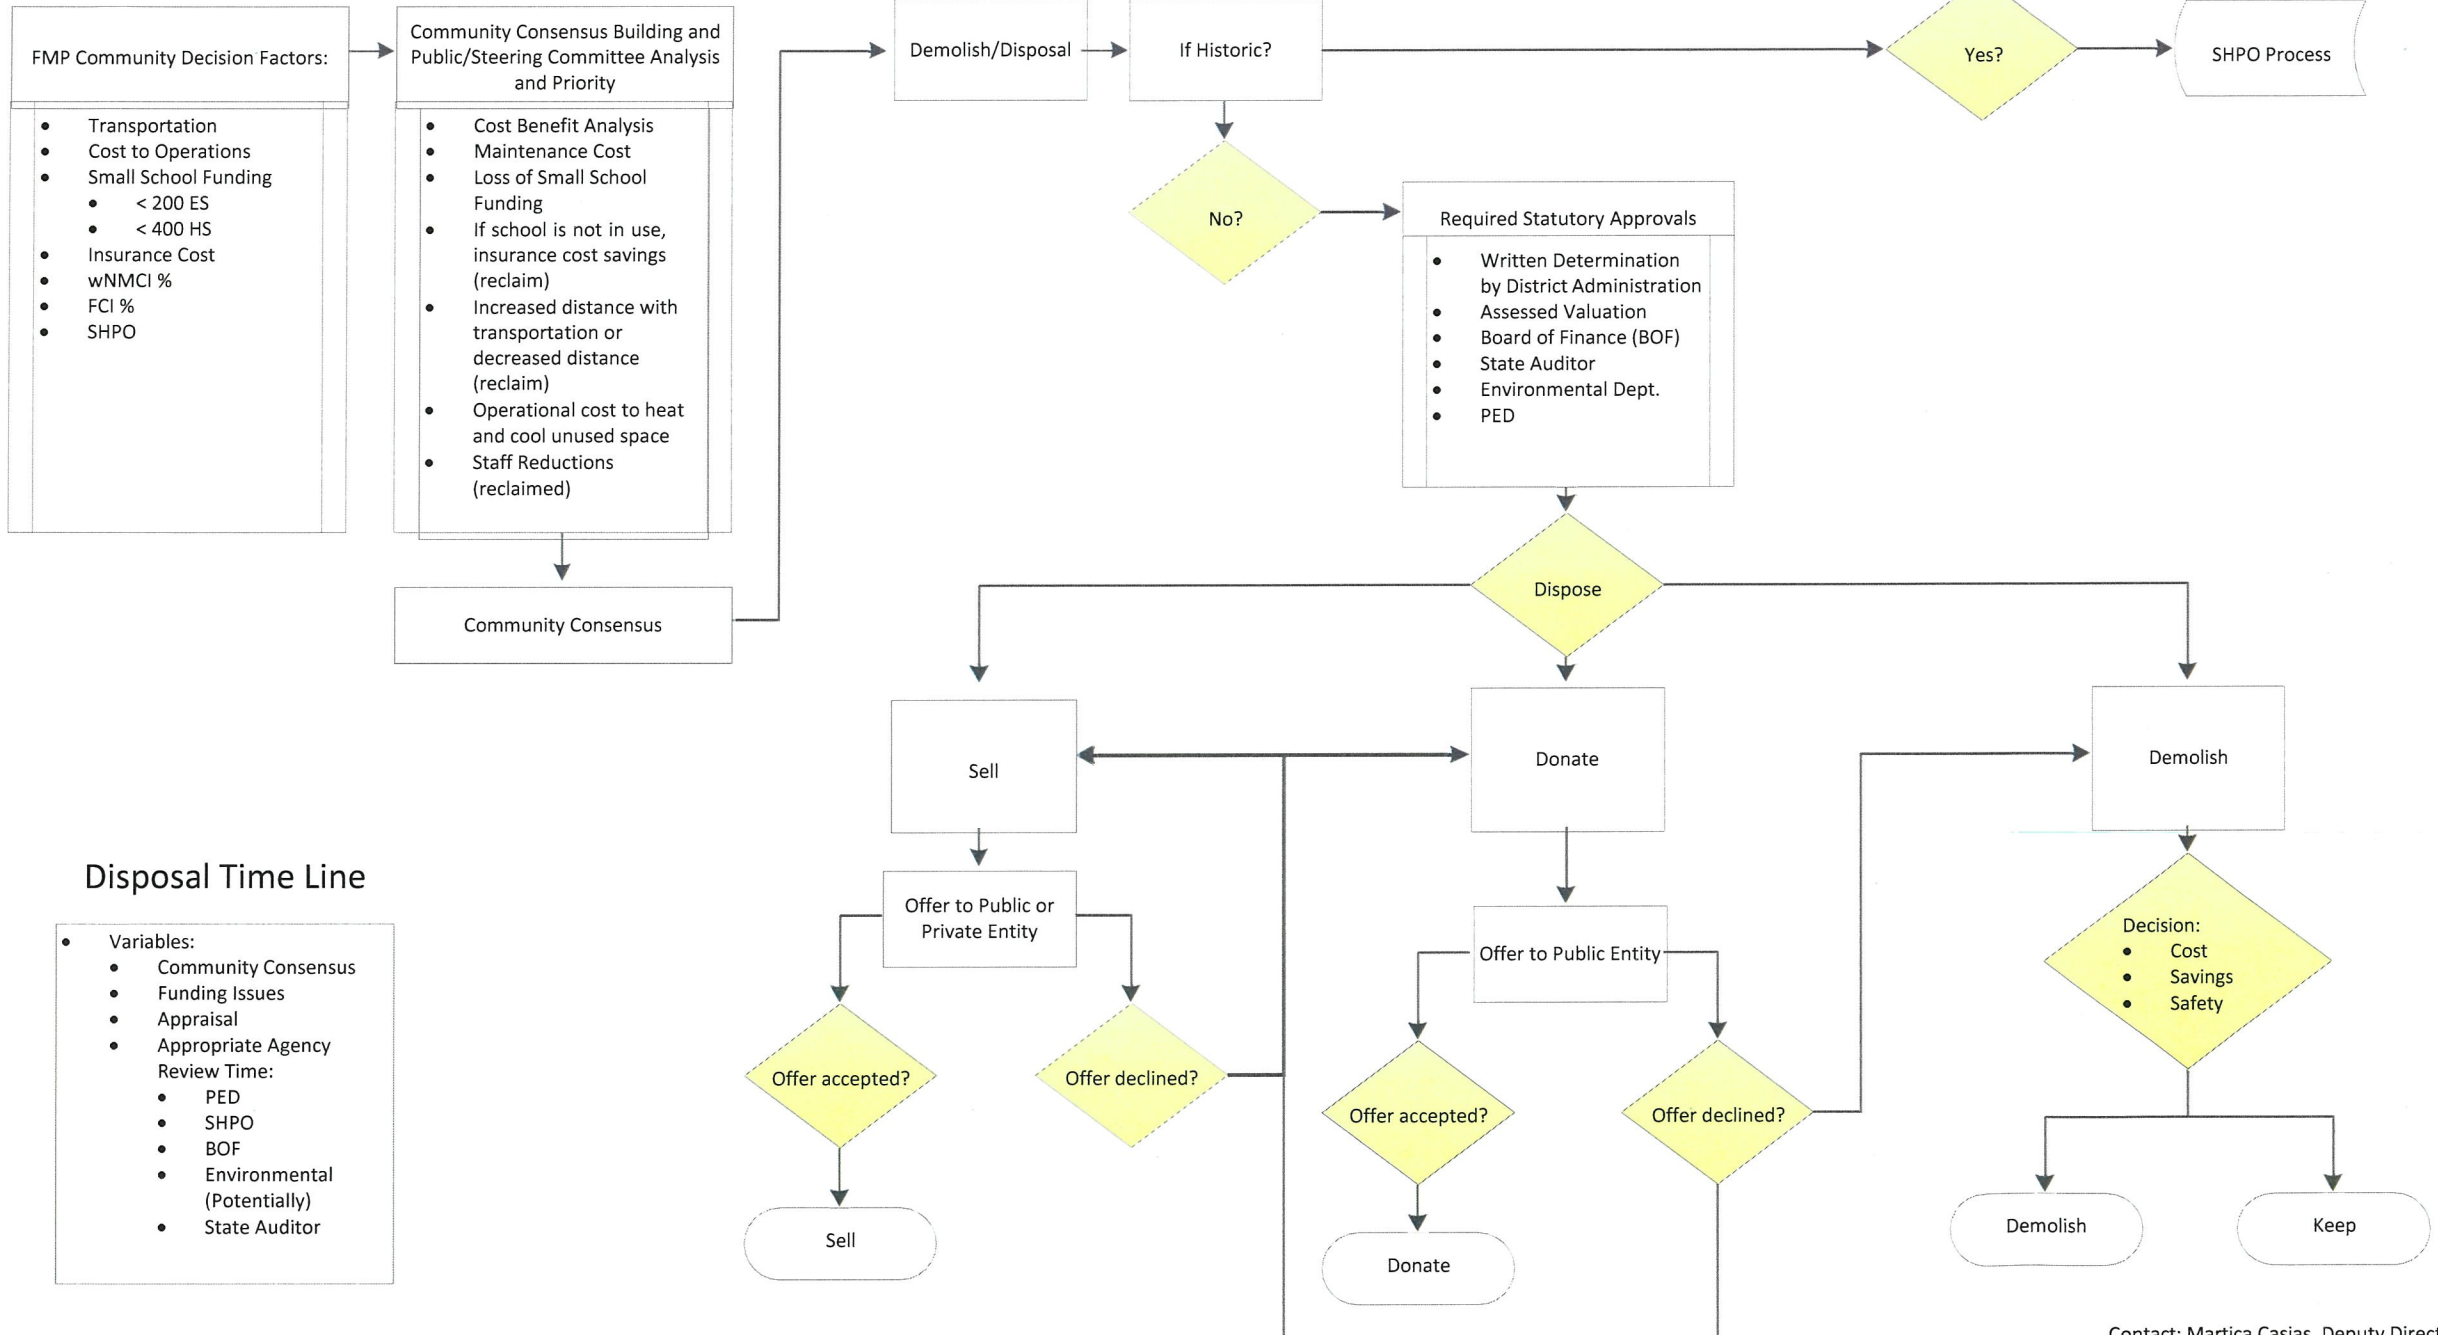 FMP Community Decision Factors:
• Transportation
• Cost to Operations
• Small School Funding
• < 200 ES
• < 400 HS
• Insurance Cost
• wNMCI %
• FCI %
• SHPO
Community Consensus Building and
Public/Steering Committee Analysis
and Priority
• Cost Benefit Analysis
• Maintenance Cost
• Loss of Small School
Funding
• If school is not in use,
insurance cost savings
(reclaim)
• Increased distance with
transportation or
decreased distance
(reclaim)
• Operational cost to heat
and cool unused space
• Staff Reductions
(reclaimed)
Community Consensus
Demolish/Disposal
If Historic?
Yes?
SHPO Process
No?
Required Statutory Approvals
• Written Determination
by District Administration
• Assessed Valuation
• Board of Finance (BOF)
• State Auditor
• Environmental Dept.
• PED
Dispose
Sell
Donate
Demolish
Offer to Public or
Private Entity
Offer accepted?
Offer declined?
Sell
Offer to Public Entity
Offer accepted?
Offer declined?
Donate
Decision:
• Cost
• Savings
• Safety
Demolish
Keep
Disposal Time Line
• Variables:
• Community Consensus
• Funding Issues
• Appraisal
• Appropriate Agency
Review Time:
• PED
• SHPO
• BOF
• Environmental
(Potentially)
• State Auditor
Contact: Martica Casias, Deputy Direct